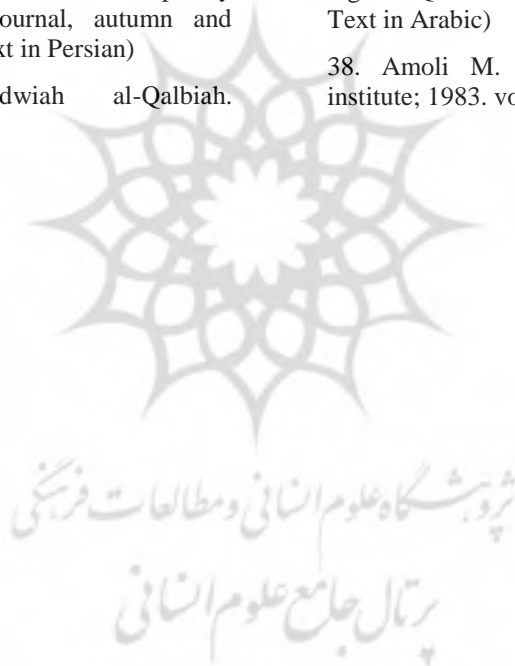 ournal, autumn and
t in Persian)
dwiah al-Qalbiah.
Text in Arabic)
38. Amoli M.
institute; 1983. vo
پژوهشگاه علوم انسانی و مطالعات فرهنگی
پرتال جامع علوم انسانی